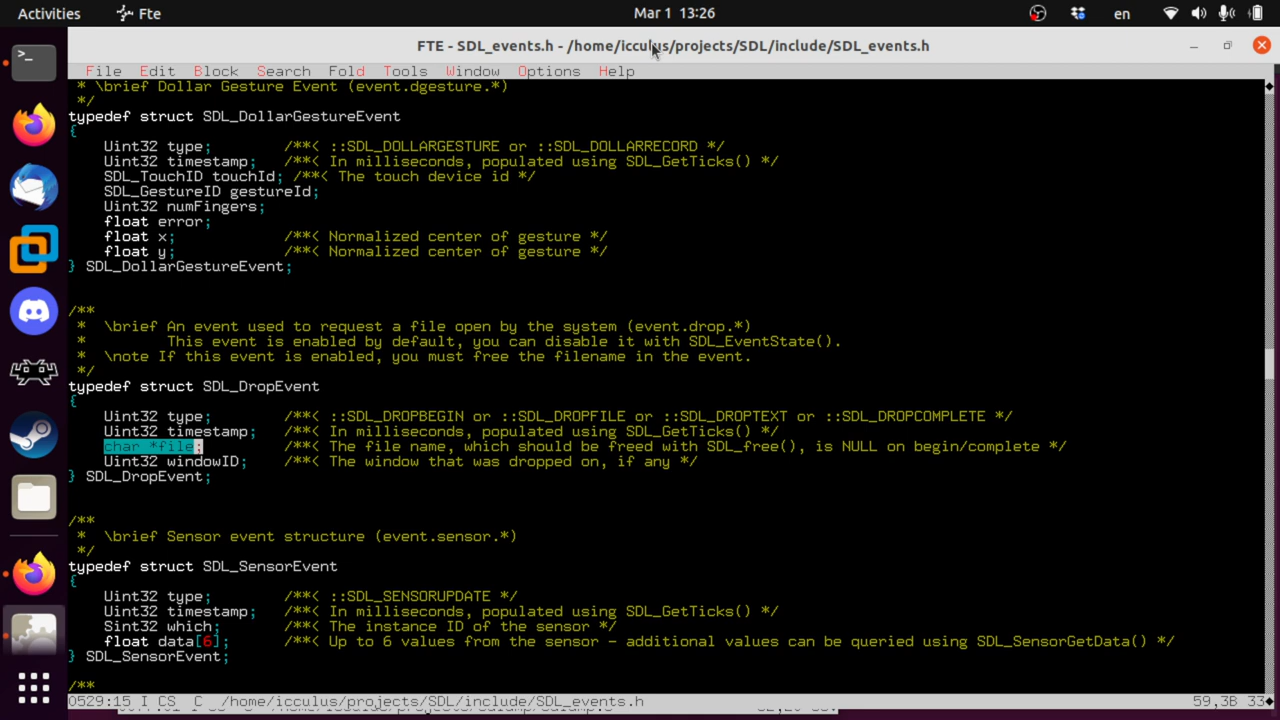 Activities
Fte
Mar 1 13:26
en
FTE - SDL_events.h - /home/icculus/projects/SDL/include/SDL_events.h
File Edit Block Search Fold Tools Window Options Help
* \brief Dollar Gesture Event (event.dgesture.*)
*/
typedef struct SDL_DollarGestureEvent
{
Uint32 type; /**< ::SDL_DOLLARGESTURE or ::SDL_DOLLARRECORD */
Uint32 timestamp; /**< In milliseconds, populated using SDL_GetTicks() */
SDL_TouchID touchId; /**< The touch device id */
SDL_GestureID gestureId;
Uint32 numFingers;
float error;
float x; /**< Normalized center of gesture */
float y; /**< Normalized center of gesture */
} SDL_DollarGestureEvent;
/**
* \brief An event used to request a file open by the system (event.drop.*)
* This event is enabled by default, you can disable it with SDL_EventState().
* \note If this event is enabled, you must free the filename in the event.
*/
typedef struct SDL_DropEvent
{
Uint32 type; /**< ::SDL_DROPBEGIN or ::SDL_DROPFILE or ::SDL_DROPTEXT or ::SDL_DROPCOMPLETE */
Uint32 timestamp; /**< In milliseconds, populated using SDL_GetTicks() */
char *file; /**< The file name, which should be freed with SDL_free(), is NULL on begin/complete */
Uint32 windowID; /**< The window that was dropped on, if any */
} SDL_DropEvent;
/**
* \brief Sensor event structure (event.sensor.*)
*/
typedef struct SDL_SensorEvent
{
Uint32 type; /**< ::SDL_SENSORUPDATE */
Uint32 timestamp; /**< In milliseconds, populated using SDL_GetTicks() */
Sint32 which; /**< The instance ID of the sensor */
float data[6]; /**< Up to 6 values from the sensor - additional values can be queried using SDL_SensorGetData() */
} SDL_SensorEvent;
/**
0529:15 I CS C /home/icculus/projects/SDL/include/SDL_events.h 59,3B 33